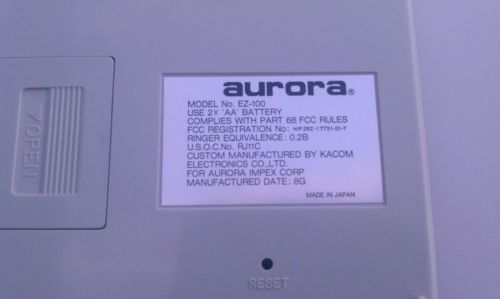 aurora®
MODEL No. EZ-100
USE 2X 'AA' BATTERY
COMPLIES WITH PART 68 FCC RULES
FCC REGISTRATION No:
RINGER EQUIVALENCE: 0.2B
U.S.O.C.No. RJ11C
CUSTOM MANUFACTURED BY KACOM
ELECTRONICS CO.,LTD.
FOR AURORA IMPEX CORP
MANUFACTURED DATE: 8G
MADE IN JAPAN
OPEN
RESET